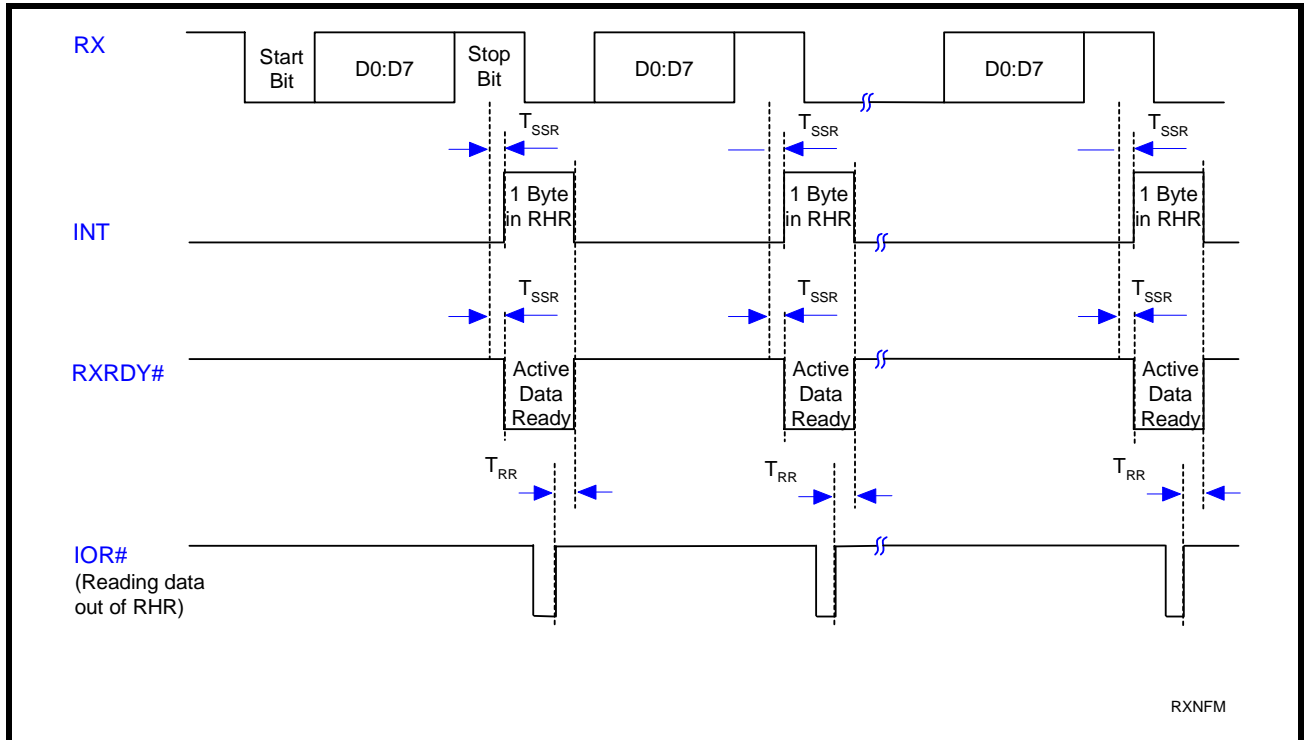 RX
Start
Bit
D0:D7
Stop
Bit
D0:D7
D0:D7
TSSR
TSSR
TSSR
INT
1 Byte
in RHR
1 Byte
in RHR
1 Byte
in RHR
TSSR
TSSR
TSSR
RXRDY#
Active
Data
Ready
Active
Data
Ready
Active
Data
Ready
TRR
TRR
TRR
IOR#
(Reading data
out of RHR)
RXNFM